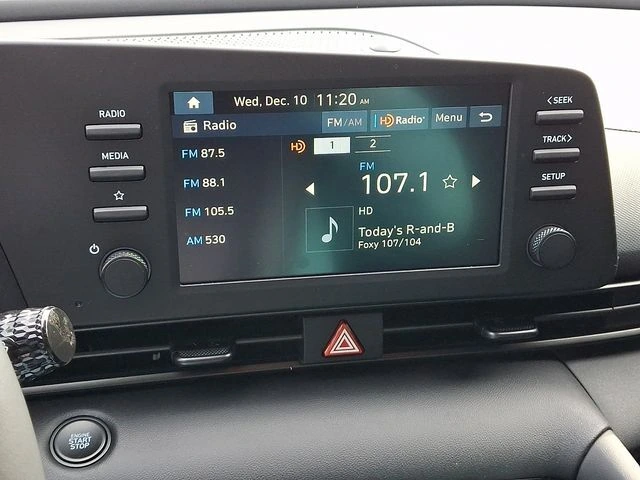 Wed, Dec. 10 11:20 AM
RADIO
MEDIA
Radio
FM/AM
HD Radio
Menu
FM 87.5
FM 88.1
FM 105.5
AM 530
HD 1 2
FM
107.1
HD
Today's R-and-B
Foxy 107/104
<SEEK
TRACK>
SETUP
ENGINE
START
STOP